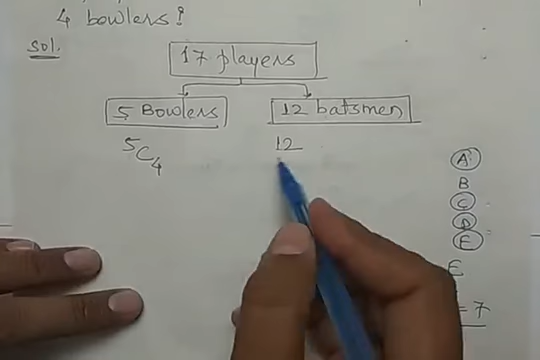 4 bowlers?
Sol.
17 players
5 Bowlers 12 batsmen
5C4 12
A
B
C
D
E
E
= 7